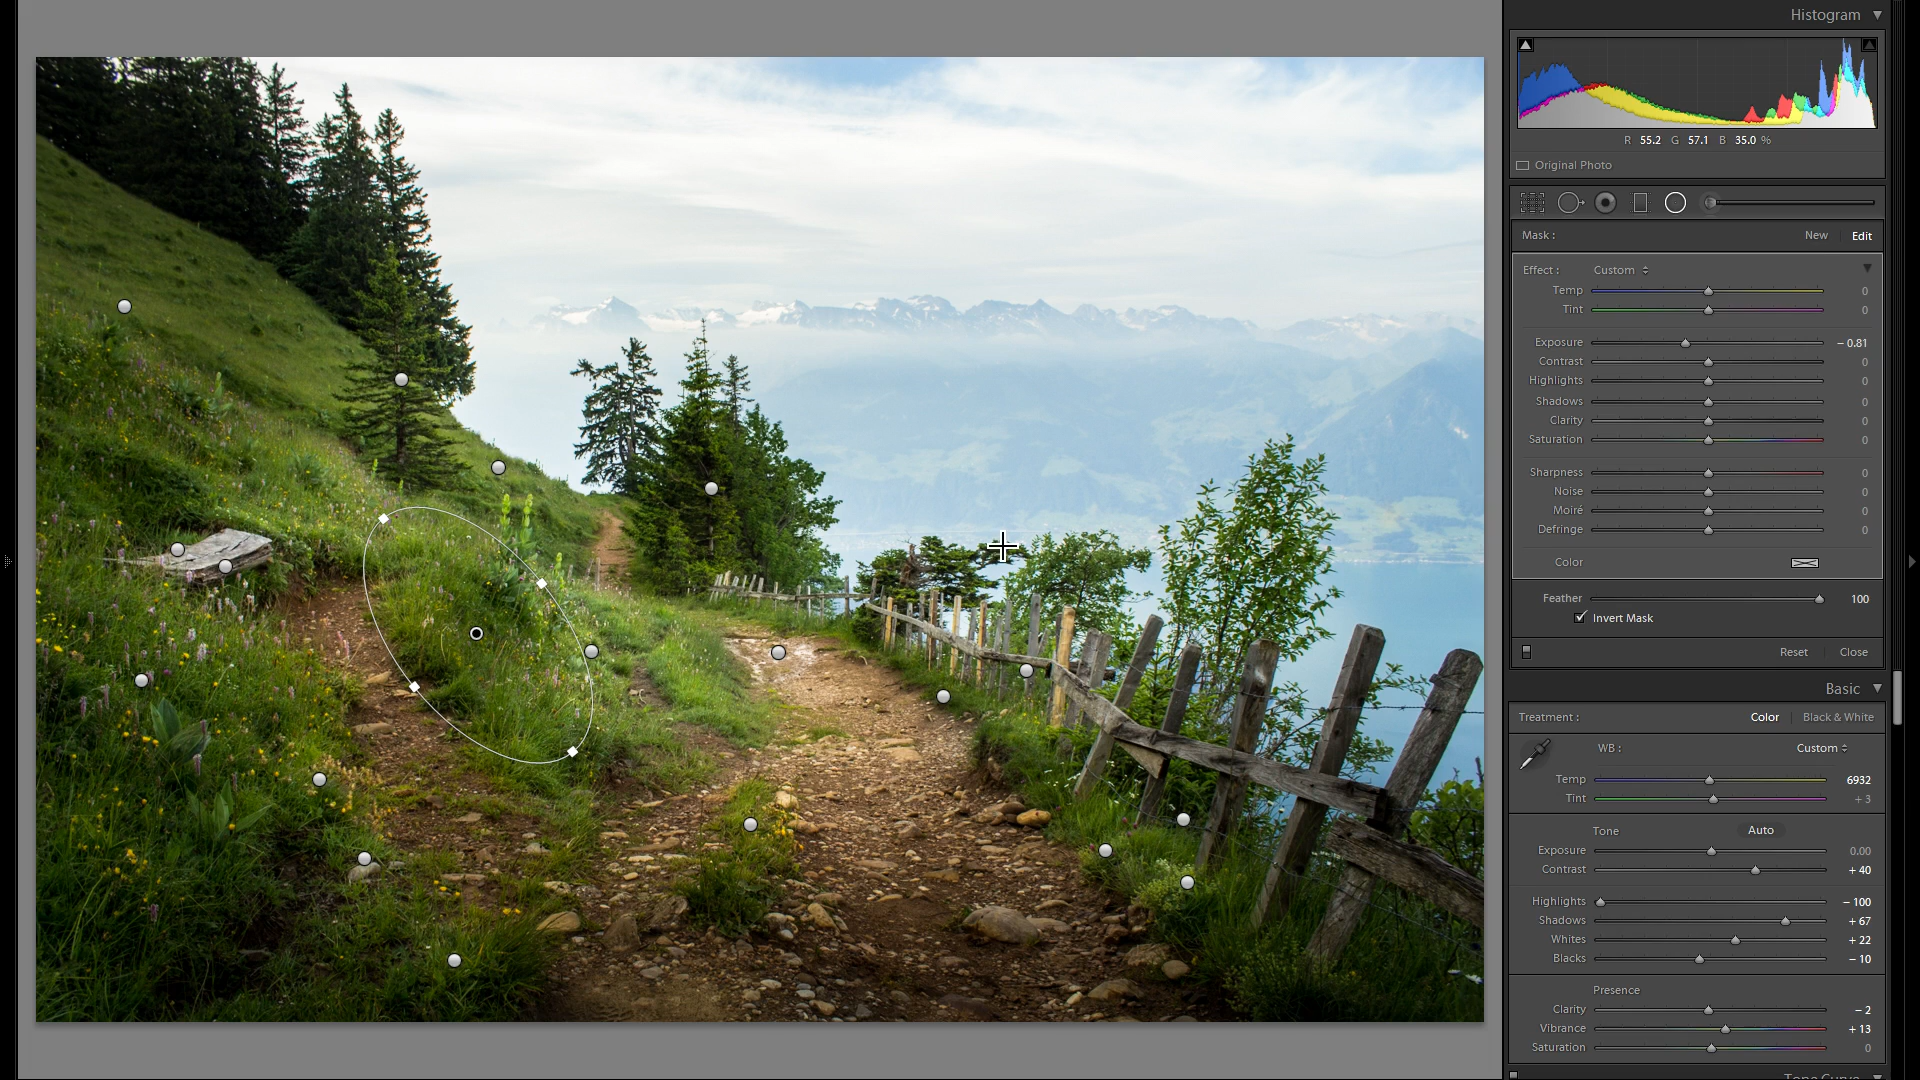 Histogram
R 55.2 G 57.1 B 35.0 %
Original Photo
Mask : New Edit
Effect : Custom
Temp 0
Tint 0
Exposure − 0.81
Contrast 0
Highlights 0
Shadows 0
Clarity 0
Saturation 0
Sharpness 0
Noise 0
Moiré 0
Defringe 0
Color
Feather 100
Invert Mask
Reset Close
Basic
Treatment : Color Black & White
WB : Custom
Temp 6932
Tint + 3
Tone Auto
Exposure 0.00
Contrast + 40
Highlights − 100
Shadows + 67
Whites + 22
Blacks − 10
Presence
Clarity − 2
Vibrance + 13
Saturation 0
Tone Curve